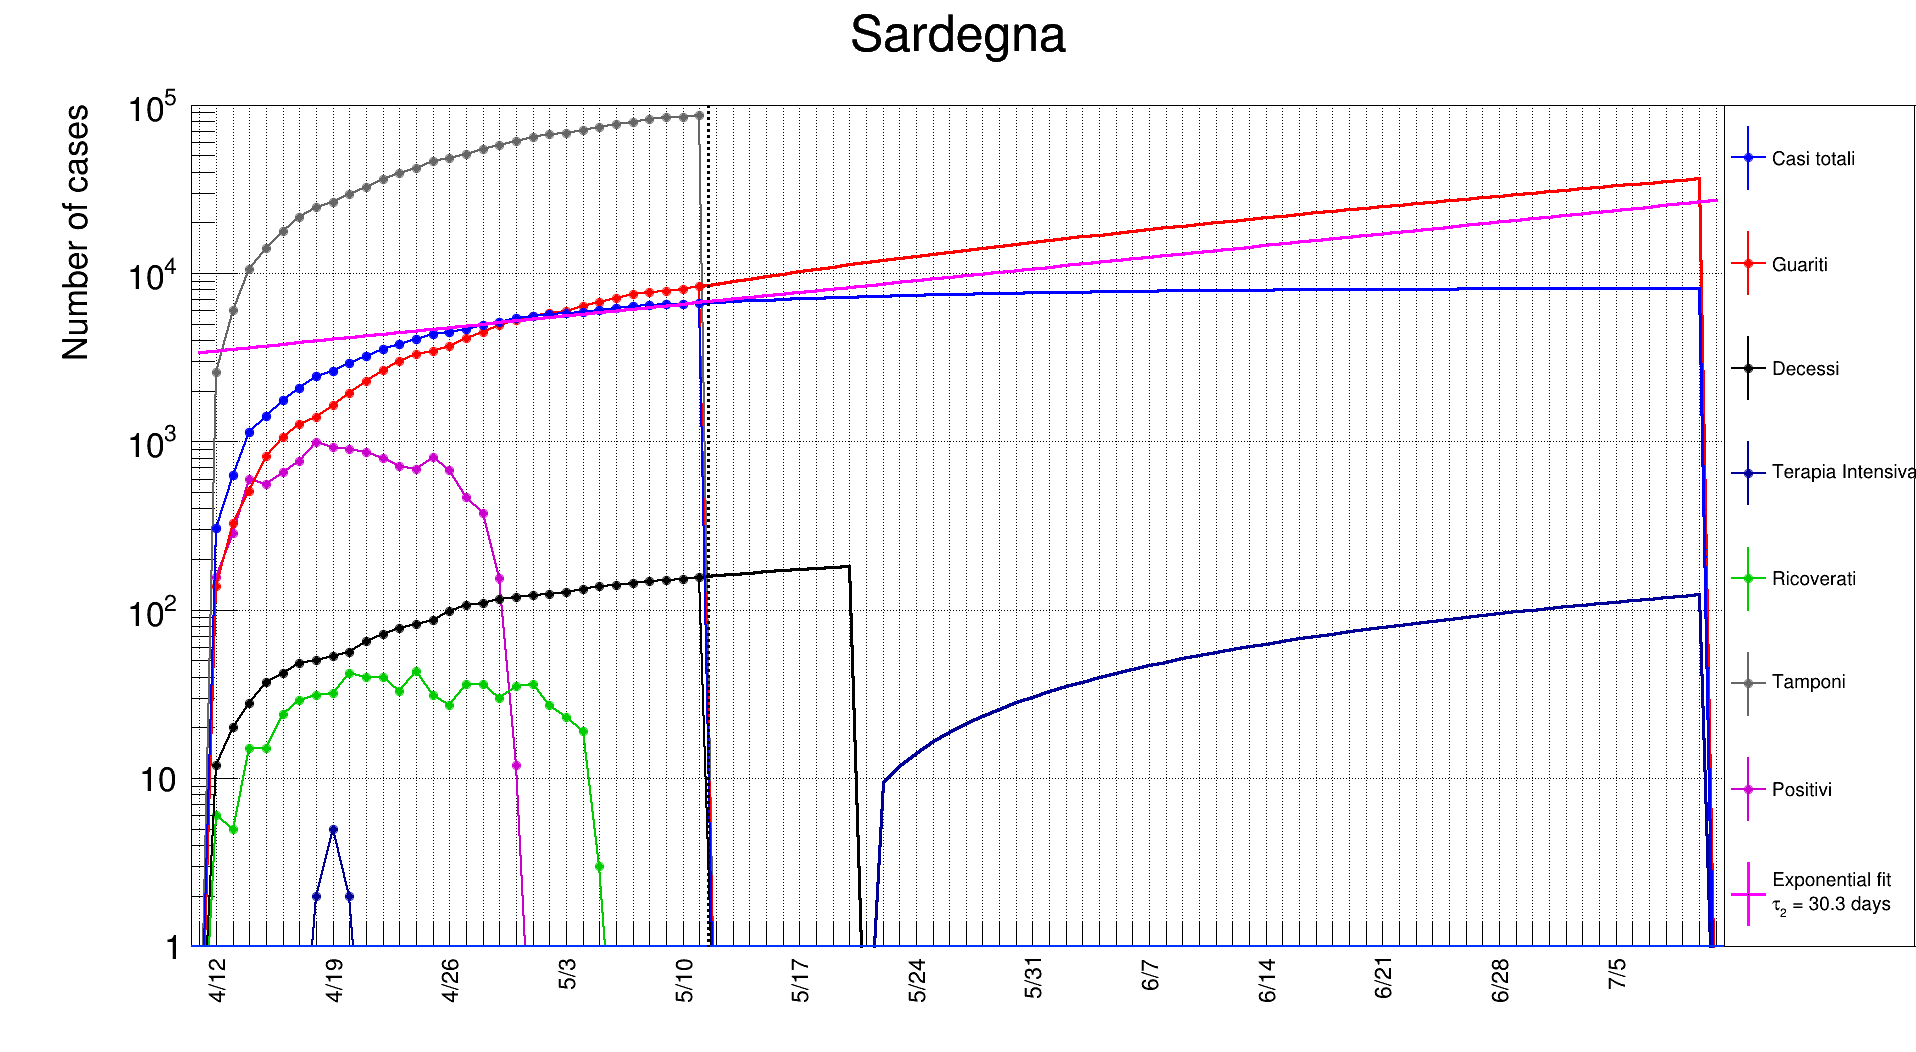 Sardegna
Number of cases
10^5
10^4
10^3
10^2
10
1
4/12
4/19
4/26
5/3
5/10
5/17
5/24
5/31
6/7
6/14
6/21
6/28
7/5
Casi totali
Guariti
Decessi
Terapia Intensiva
Ricoverati
Tamponi
Positivi
Exponential fit
τ₂ = 30.3 days